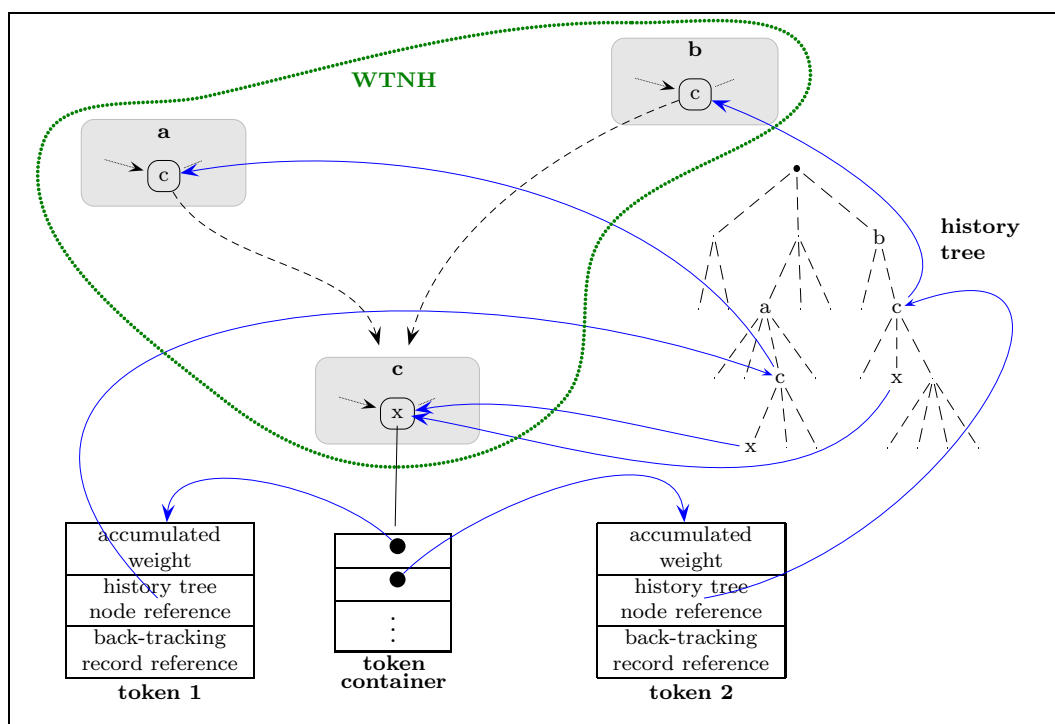 b
WTNH
c
a
c
history
tree
b
a
c
c
c
x
x
x
accumulated
weight
history tree
node reference
back-tracking
record reference
token 1
token
container
accumulated
weight
history tree
node reference
back-tracking
record reference
token 2